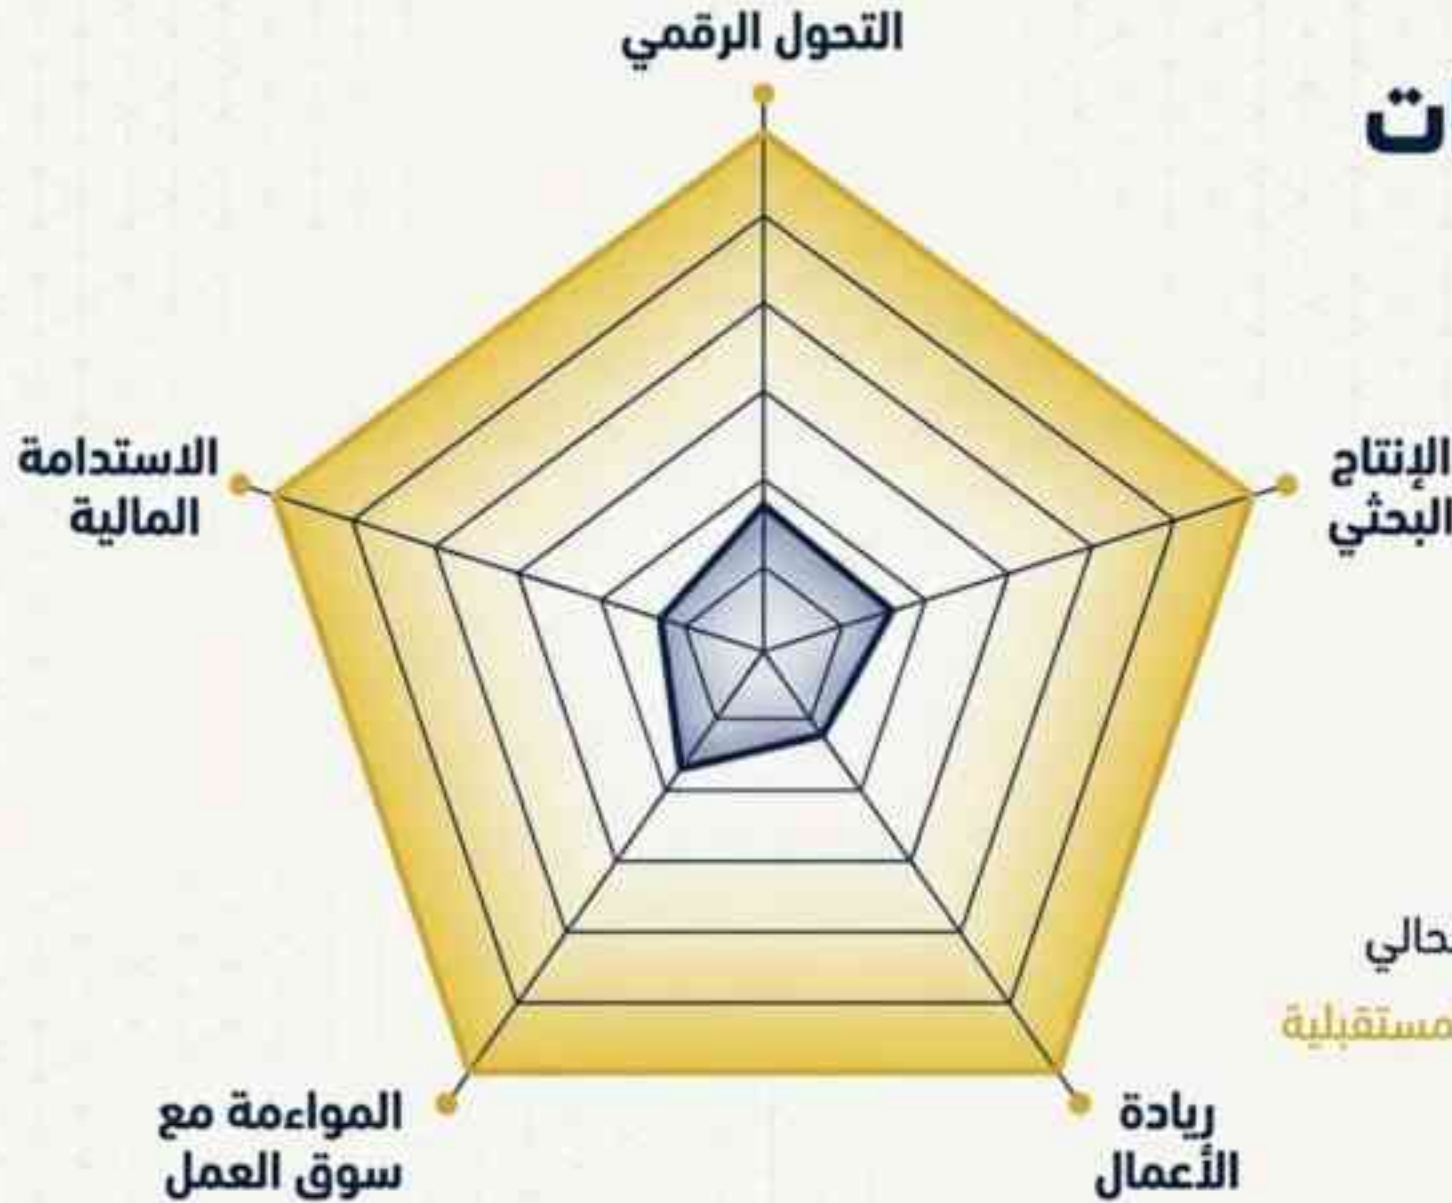 التحول الرقمي
الإنتاج
البحثي
الاستدامة
المالية
ريادة
الأعمال
المواءمة مع
سوق العمل